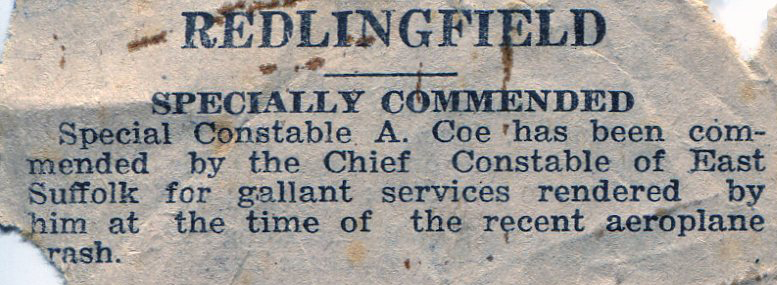 REDLINGFIELD
SPECIALLY COMMENDED
Special Constable A. Coe has been com-
mended by the Chief Constable of East
Suffolk for gallant services rendered by
him at the time of the recent aeroplane
rash.